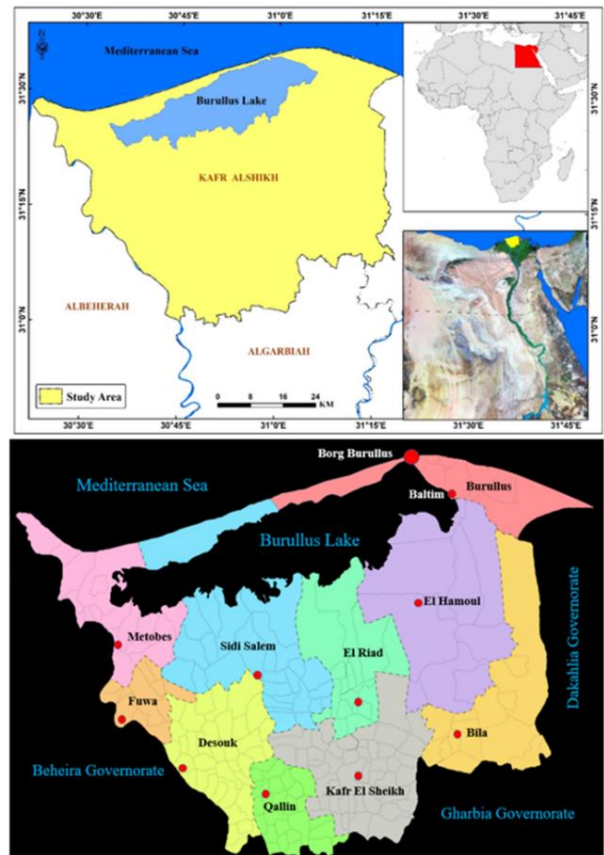 30°30'E 30°45'E 31°0'E 31°15'E 31°30'E 31°45'E
N
Mediterranean Sea
31°30'N
31°30'N
Burullus Lake
KAFR ALSHIKH
31°15'N
31°15'N
ALBEHERAH
31°0'N
31°0'N
ALGARBIAH
Study Area
0 6 12 24
KM
30°30'E 30°45'E 31°0'E 31°15'E 31°30'E 31°45'E
Borg Burullus
Mediterranean Sea
Burullus
Baltim
Burullus Lake
El Hamoul
Metobes
Sidi Salem
El Riad
Dakahlia Governorate
Fuwa
Desouk
Bila
Beheira Governorate
Qallin
Kafr El Sheikh
Gharbia Governorate